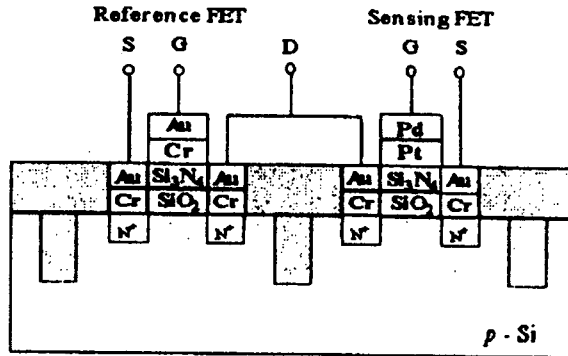 Reference FET Sensing FET
S G D G S
Au Pd
Cr Pt
Au Si₃N₄ Au Au Si₃N₄ Au
Cr SiO₂ Cr Cr SiO₂ Cr
N⁺ N⁺ N⁺ N⁺
p - Si